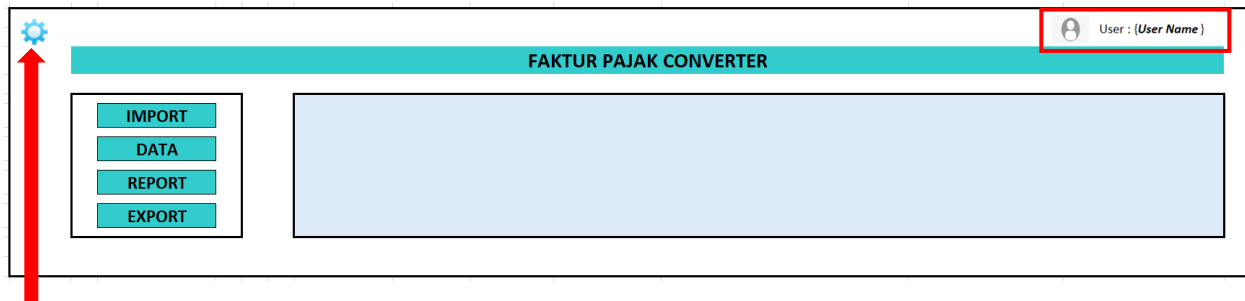 User : {User Name}
FAKTUR PAJAK CONVERTER
IMPORT
DATA
REPORT
EXPORT